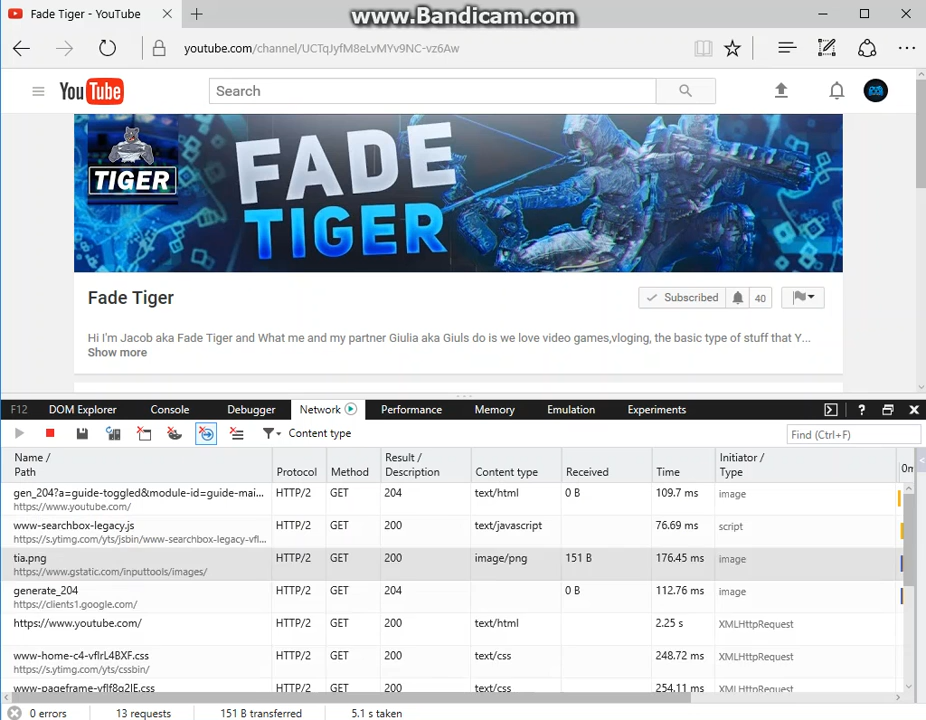 Fade Tiger - YouTube
www.Bandicam.com
youtube.com/channel/UCTqJyfM8eLvMYv9NC-vz6Aw
YouTube
Search
TIGER
FADE
TIGER
Fade Tiger
Subscribed
40
Hi I'm Jacob aka Fade Tiger and What me and my partner Giulia aka Giuls do is we love video games,vloging, the basic type of stuff that Y...
Show more
F12 DOM Explorer Console Debugger Network Performance Memory Emulation Experiments
Content type
Find (Ctrl+F)
Name / Path Protocol Method Result / Description Content type Received Time Initiator / Type 0m
gen_204?a=guide-toggled&module-id=guide-mai... HTTP/2 GET 204 text/html 0 B 109.7 ms image
https://www.youtube.com/
www-searchbox-legacy.js HTTP/2 GET 200 text/javascript 76.69 ms script
https://s.ytimg.com/yts/jsbin/www-searchbox-legacy-vfl...
tia.png HTTP/2 GET 200 image/png 151 B 176.45 ms image
https://www.gstatic.com/inputtools/images/
generate_204 HTTP/2 GET 204 0 B 112.76 ms image
https://clients1.google.com/
https://www.youtube.com/ HTTP/2 GET 200 text/html 2.25 s XMLHttpRequest
www-home-c4-vflrL4BXF.css HTTP/2 GET 200 text/css 248.72 ms XMLHttpRequest
https://s.ytimg.com/yts/cssbin/
www-pageframe-vflf8q2IE.css HTTP/2 GET 200 text/css 254.11 ms XMLHttpRequest
0 errors 13 requests 151 B transferred 5.1 s taken